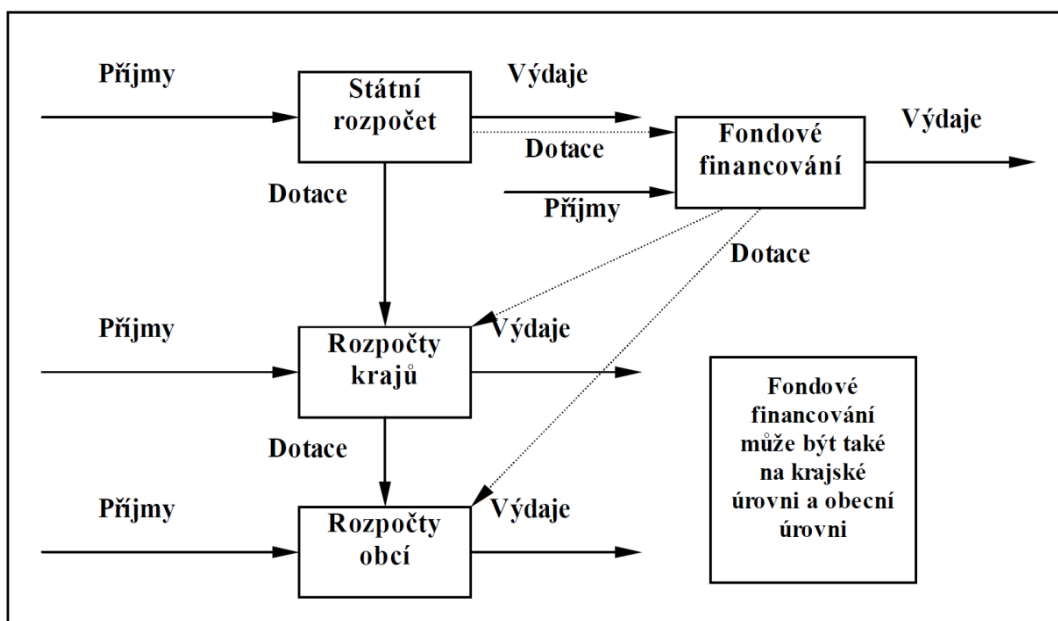 Příjmy
Státní
rozpočet
Výdaje
Dotace
Fondové
financování
Výdaje
Příjmy
Dotace
Dotace
Příjmy
Rozpočty
krajů
Výdaje
Fondové
financování
může být také
na krajské
úrovni a obecní
úrovni
Dotace
Příjmy
Rozpočty
obcí
Výdaje